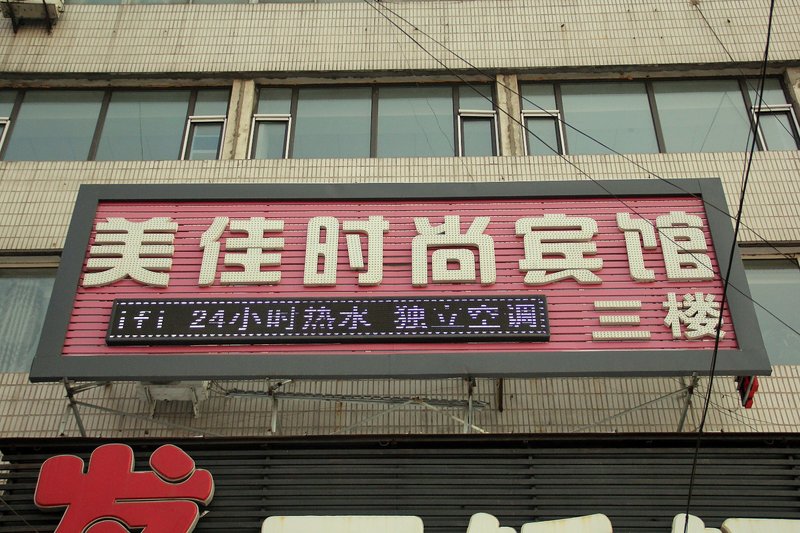 美佳时尚宾馆
ifi 24小时热水 独立空调
三楼
发